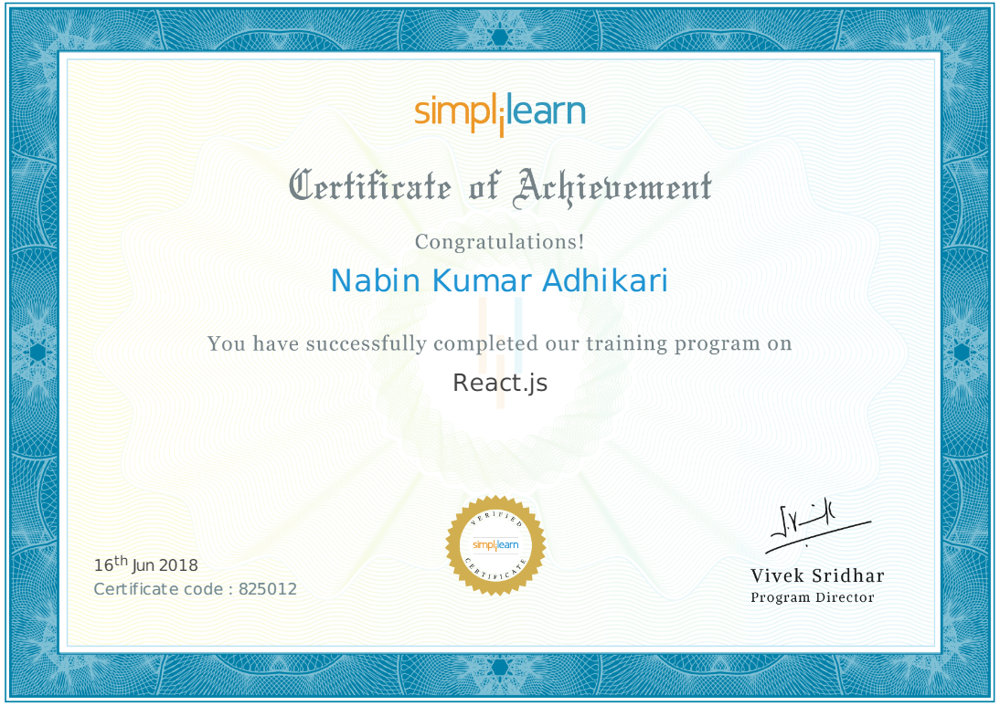 simplilearn
Certificate of Achievement
Congratulations!
Nabin Kumar Adhikari
You have successfully completed our training program on
React.js
VERIFIED
simplilearn
CERTIFICATE
16th Jun 2018
Certificate code : 825012
Vivek Sridhar
Program Director